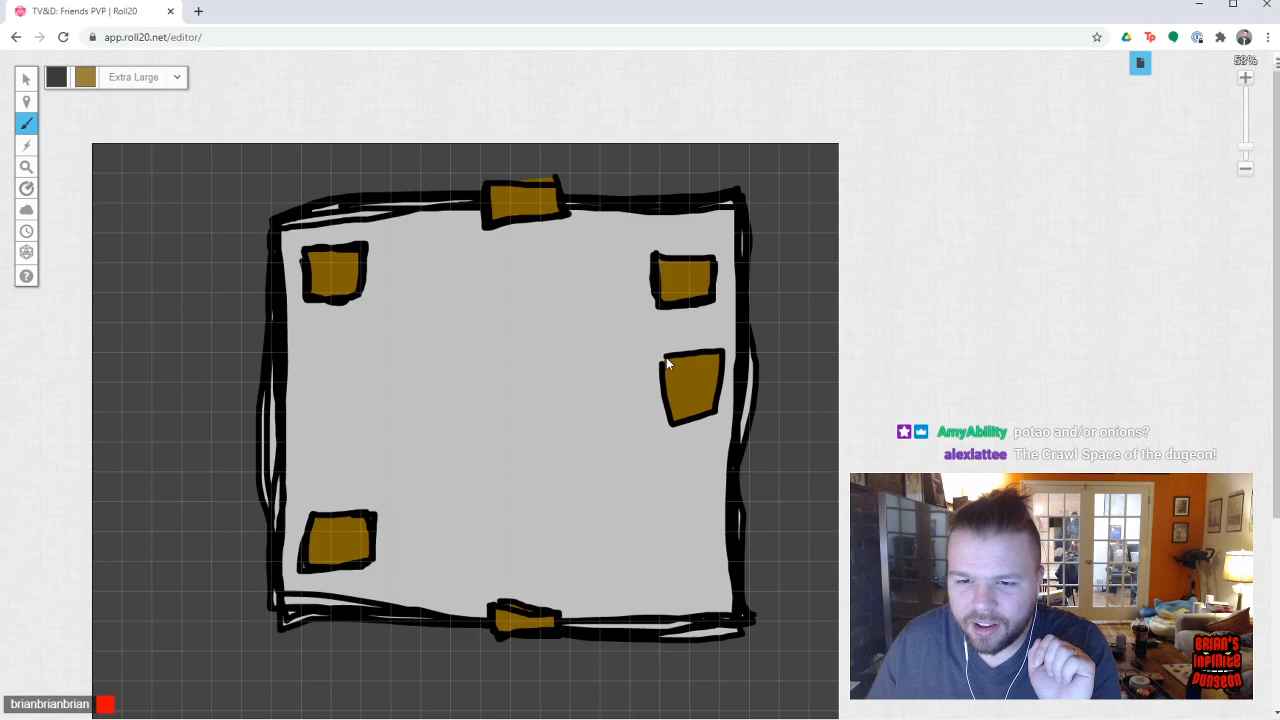 TV&D: Friends PVP | Roll20
app.roll20.net/editor/
Extra Large
58%
AmyAbility potao and/or onions?
alexlattee The Crawl Space of the dugeon!
BRIAN'S
INFINITE
DUNGEON
brianbrianbrian